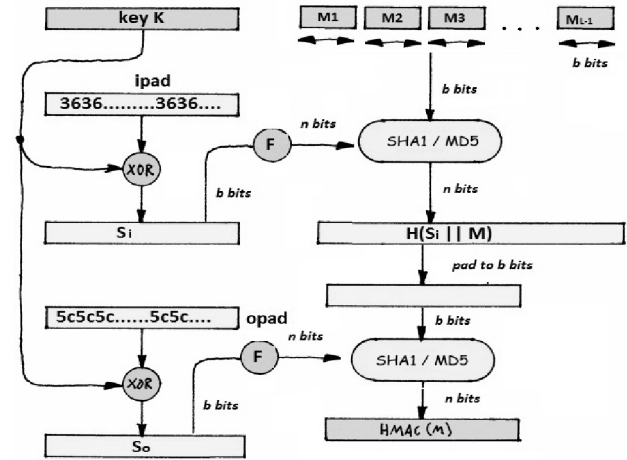 key K
M1 M2 M3 . . . ML-1
b bits
ipad
3636.........3636....
b bits
n bits
F
SHA1 / MD5
XOR
b bits
n bits
Si
H(Si || M)
pad to b bits
5c5c5c......5c5c....
opad
n bits
b bits
F
SHA1 / MD5
XOR
b bits
n bits
So
HMAC (M)